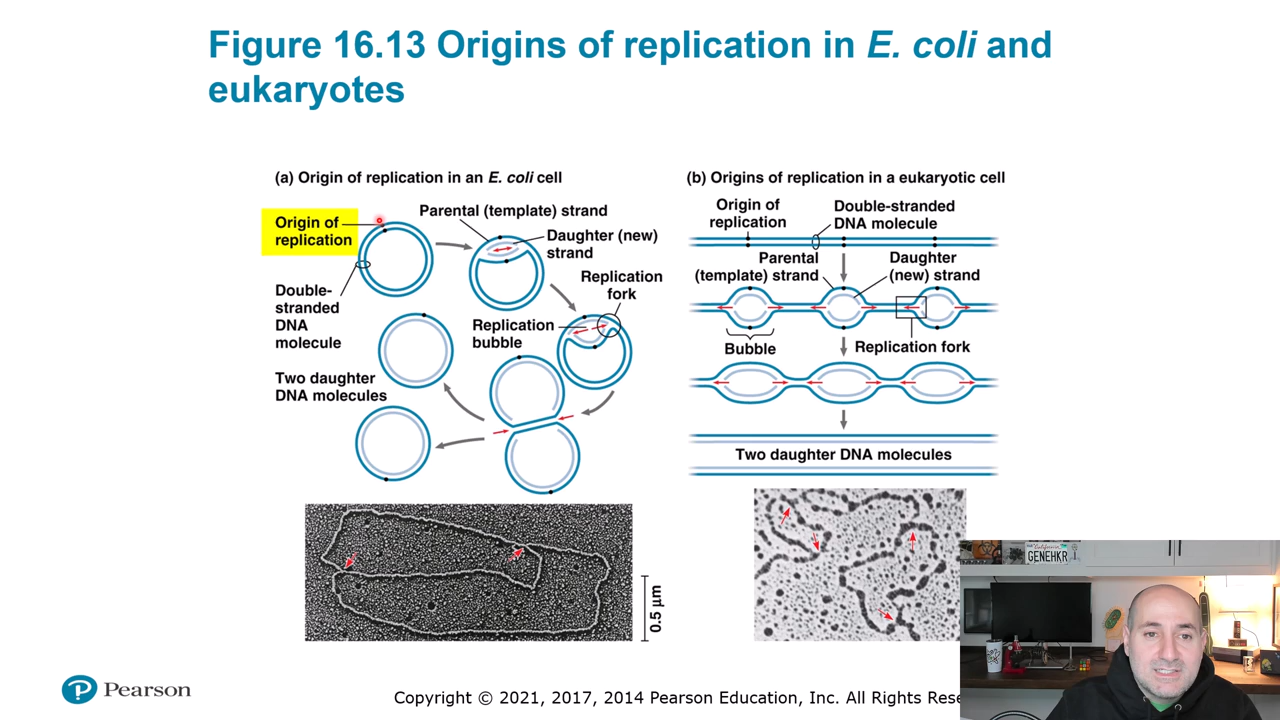 Figure 16.13 Origins of replication in E. coli and
eukaryotes
(a) Origin of replication in an E. coli cell
Origin of
replication
Parental (template) strand
Daughter (new)
strand
Replication
fork
Double-
stranded
DNA
molecule
Replication
bubble
Two daughter
DNA molecules
0.5 μm
(b) Origins of replication in a eukaryotic cell
Origin of
replication
Double-stranded
DNA molecule
Parental
(template) strand
Daughter
(new) strand
Bubble
Replication fork
Two daughter DNA molecules
California
GENEHKR
Pearson
Copyright © 2021, 2017, 2014 Pearson Education, Inc. All Rights Rese